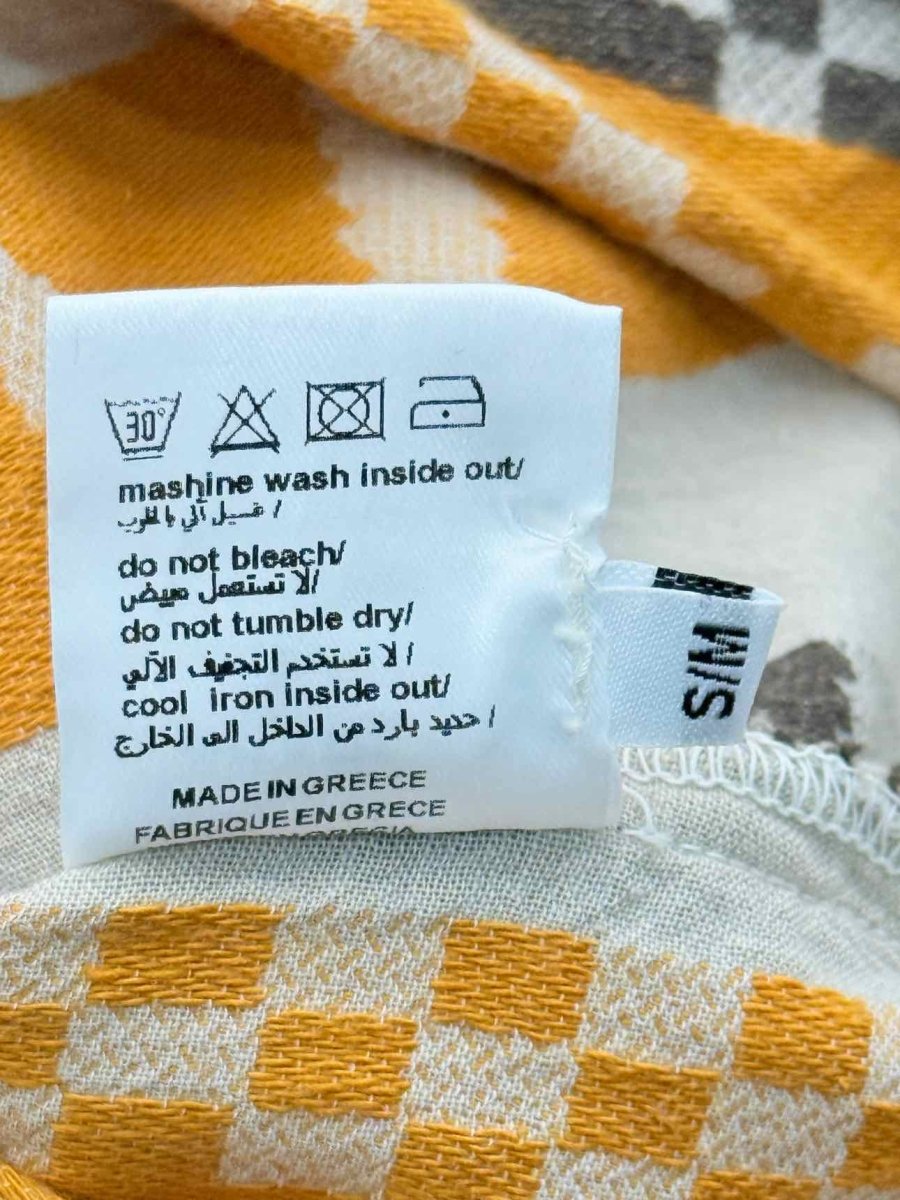 30°
mashine wash inside out/
/ غسيل آلي بالمقلوب
do not bleach/
/لا تستعمل مبيض
do not tumble dry/
/ لا تستخدم التجفيف الآلي
cool iron inside out/
/ حديد بارد من الداخل الى الخارج
MADE IN GREECE
FABRIQUE EN GRECE
GRECIA
S/M